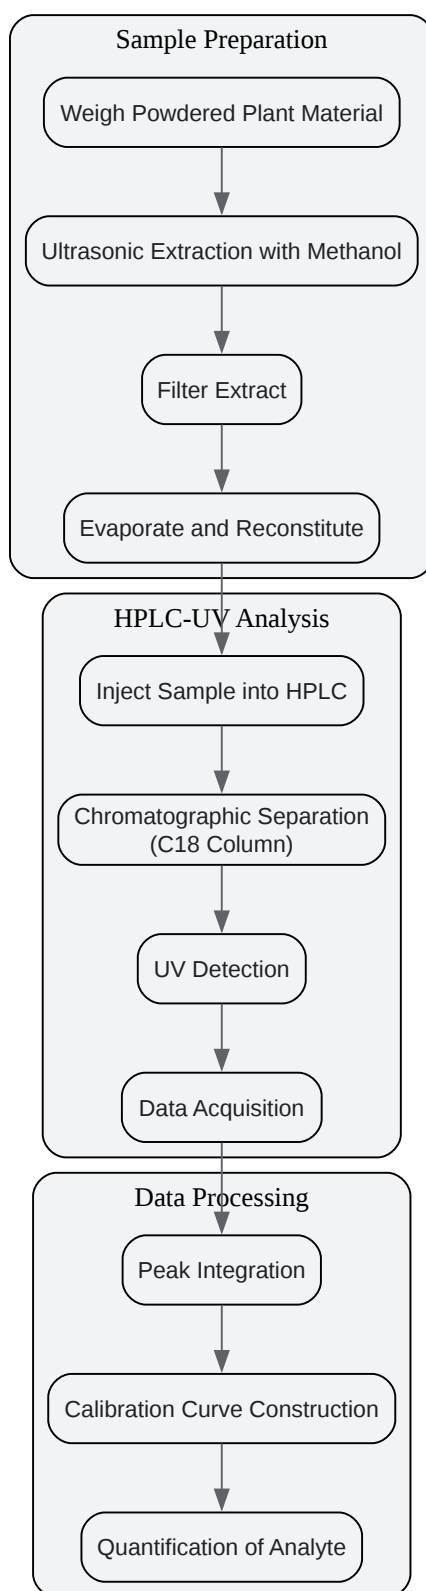 Sample Preparation
Weigh Powdered Plant Material
Ultrasonic Extraction with Methanol
Filter Extract
Evaporate and Reconstitute
HPLC-UV Analysis
Inject Sample into HPLC
Chromatographic Separation
(C18 Column)
UV Detection
Data Acquisition
Data Processing
Peak Integration
Calibration Curve Construction
Quantification of Analyte